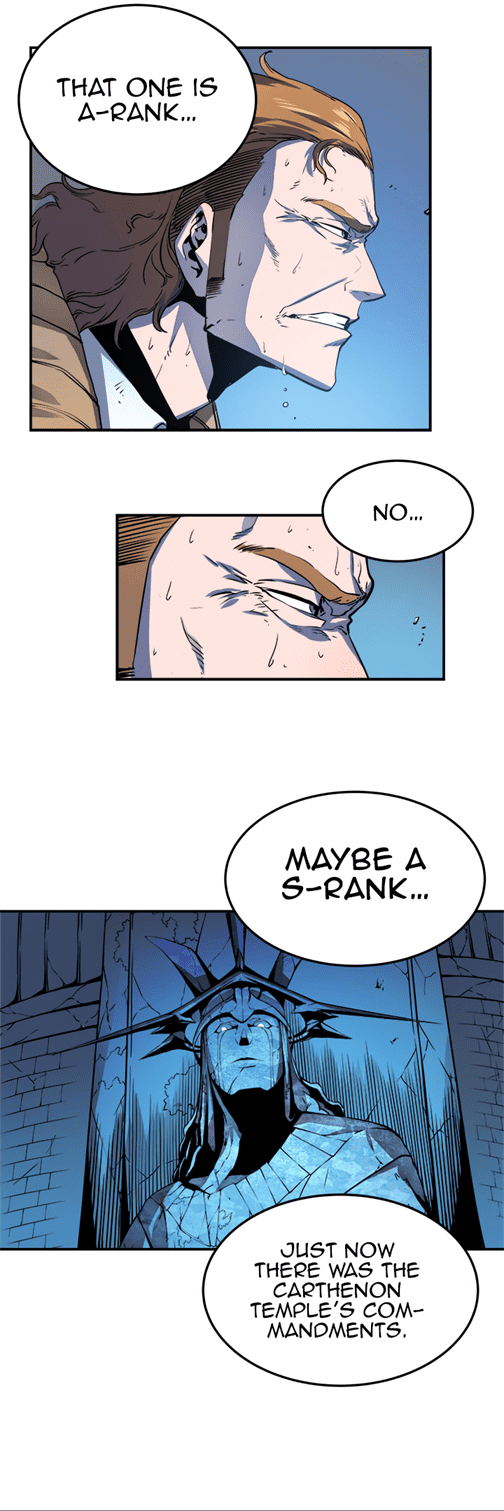 THAT ONE IS
A-RANK...
NO...
MAYBE A
S-RANK...
JUST NOW
THERE WAS THE
CARTHENON
TEMPLE'S COM-
MANDMENTS.